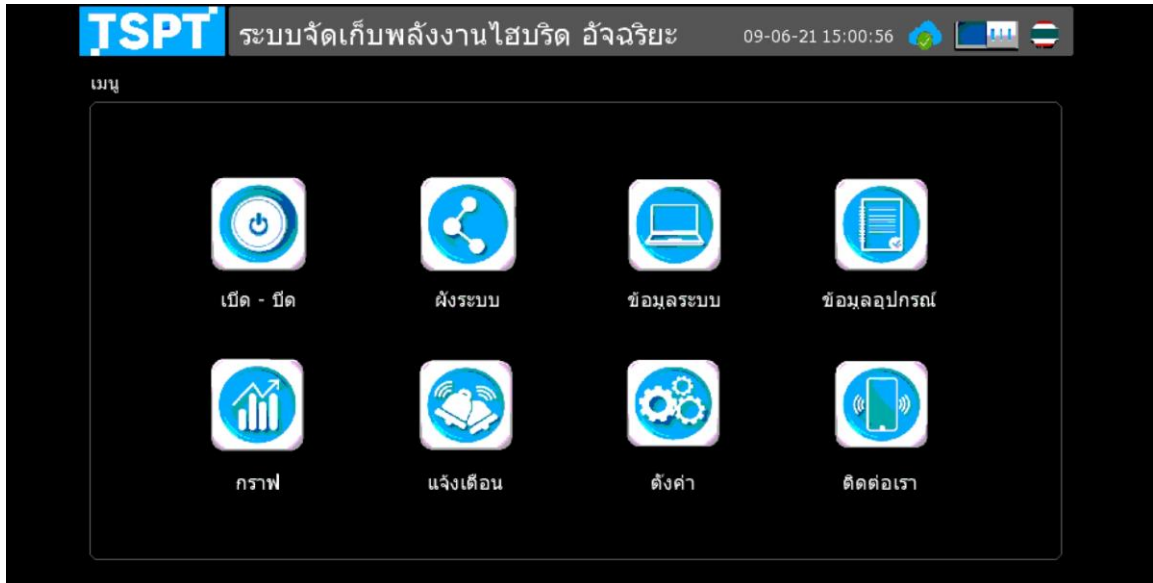 TSPT ระบบจัดเก็บพลังงานไฮบริด อัจฉริยะ 09-06-21 15:00:56
เมนู
เปิด - ปิด ผังระบบ ข้อมูลระบบ ข้อมูลอุปกรณ์
กราฟ แจ้งเตือน ตั้งค่า ติดต่อเรา